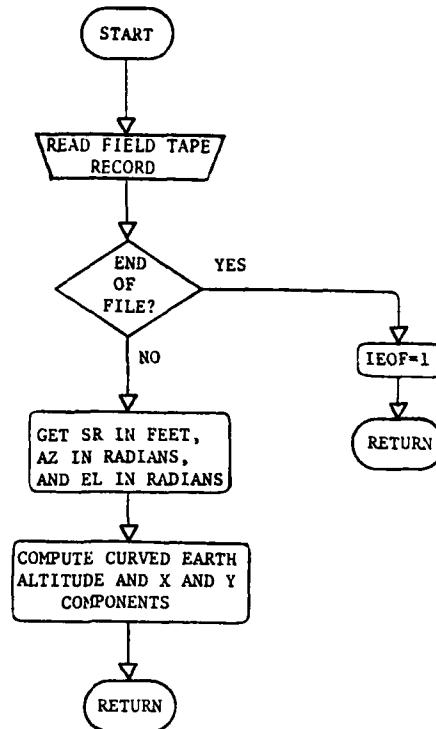 START
READ FIELD TAPE
RECORD
END
OF
FILE?
YES
NO
IEOF=1
RETURN
GET SR IN FEET,
AZ IN RADIANS,
AND EL IN RADIANS
COMPUTE CURVED EARTH
ALTITUDE AND X AND Y
COMPONENTS
RETURN